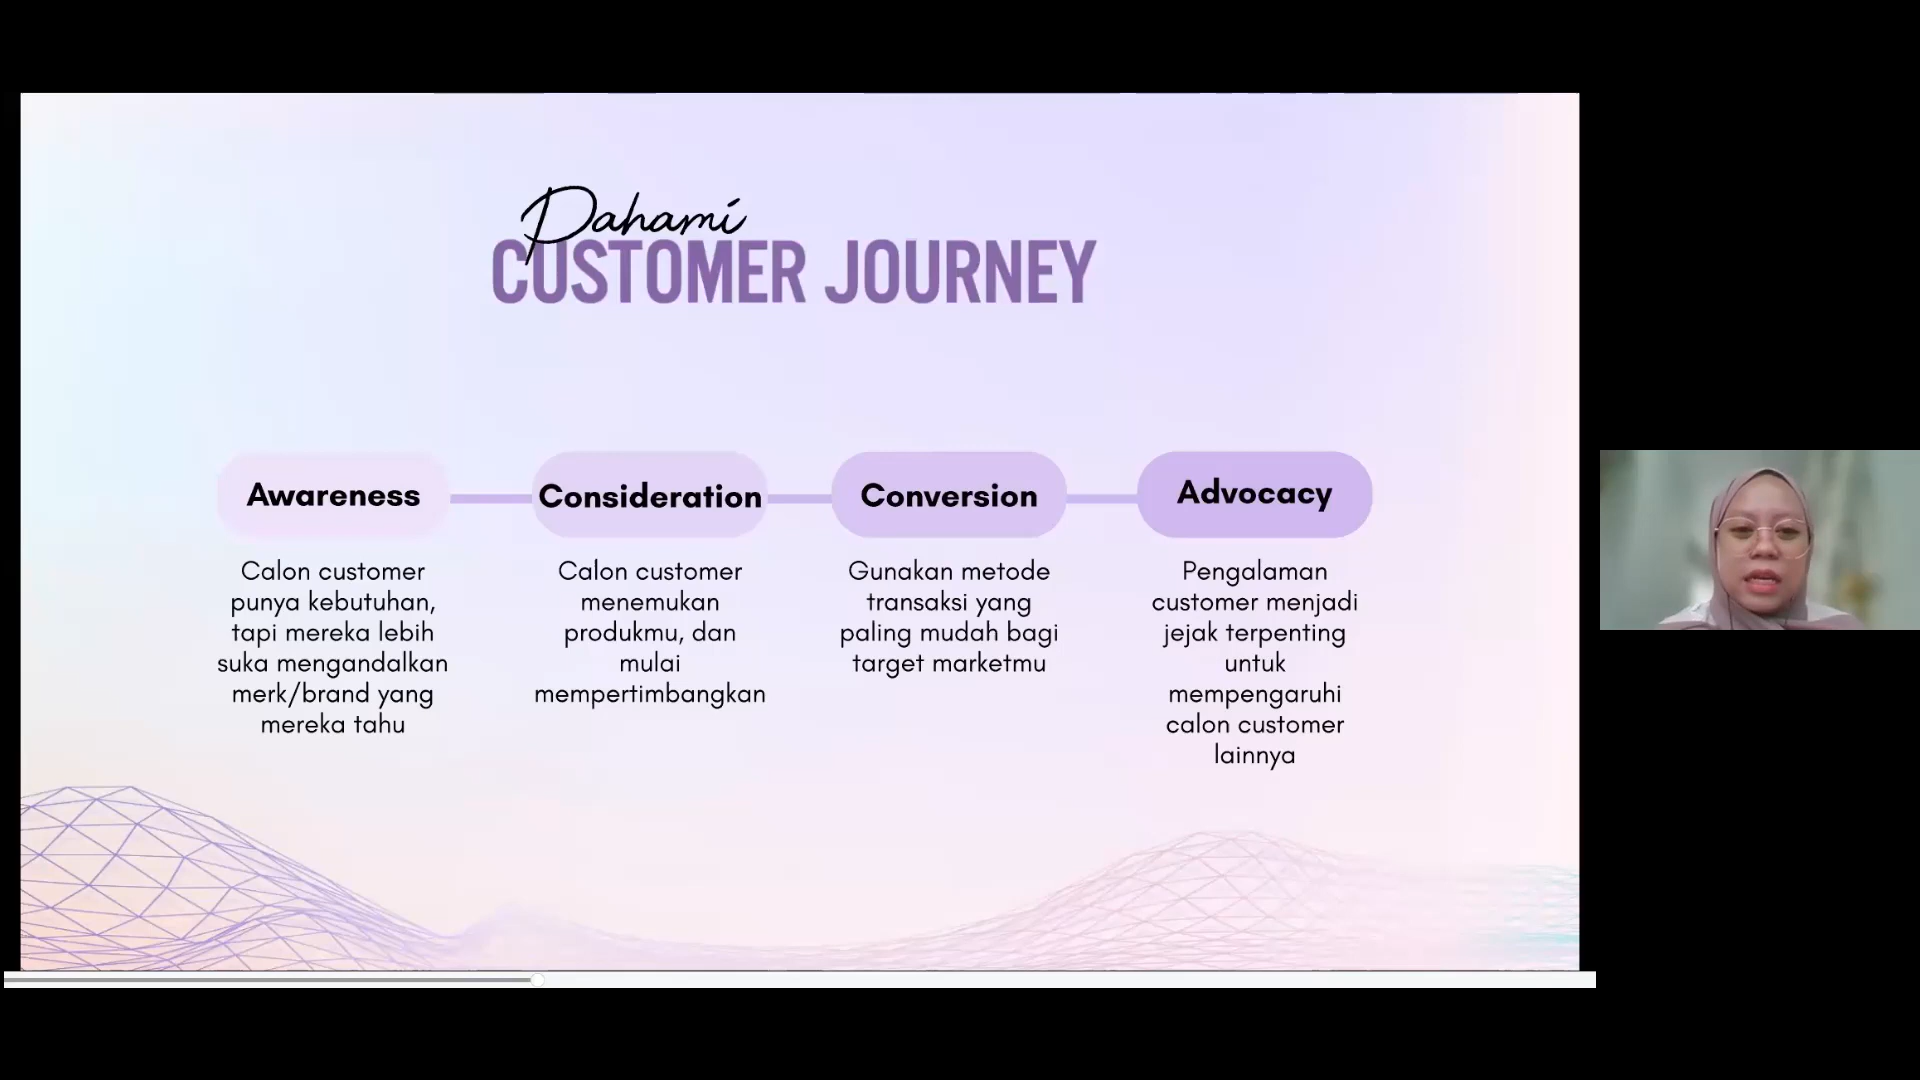 Pahami
CUSTOMER JOURNEY
Awareness
Calon customer
punya kebutuhan,
tapi mereka lebih
suka mengandalkan
merk/brand yang
mereka tahu
Consideration
Calon customer
menemukan
produkmu, dan
mulai
mempertimbangkan
Conversion
Gunakan metode
transaksi yang
paling mudah bagi
target marketmu
Advocacy
Pengalaman
customer menjadi
jejak terpenting
untuk
mempengaruhi
calon customer
lainnya